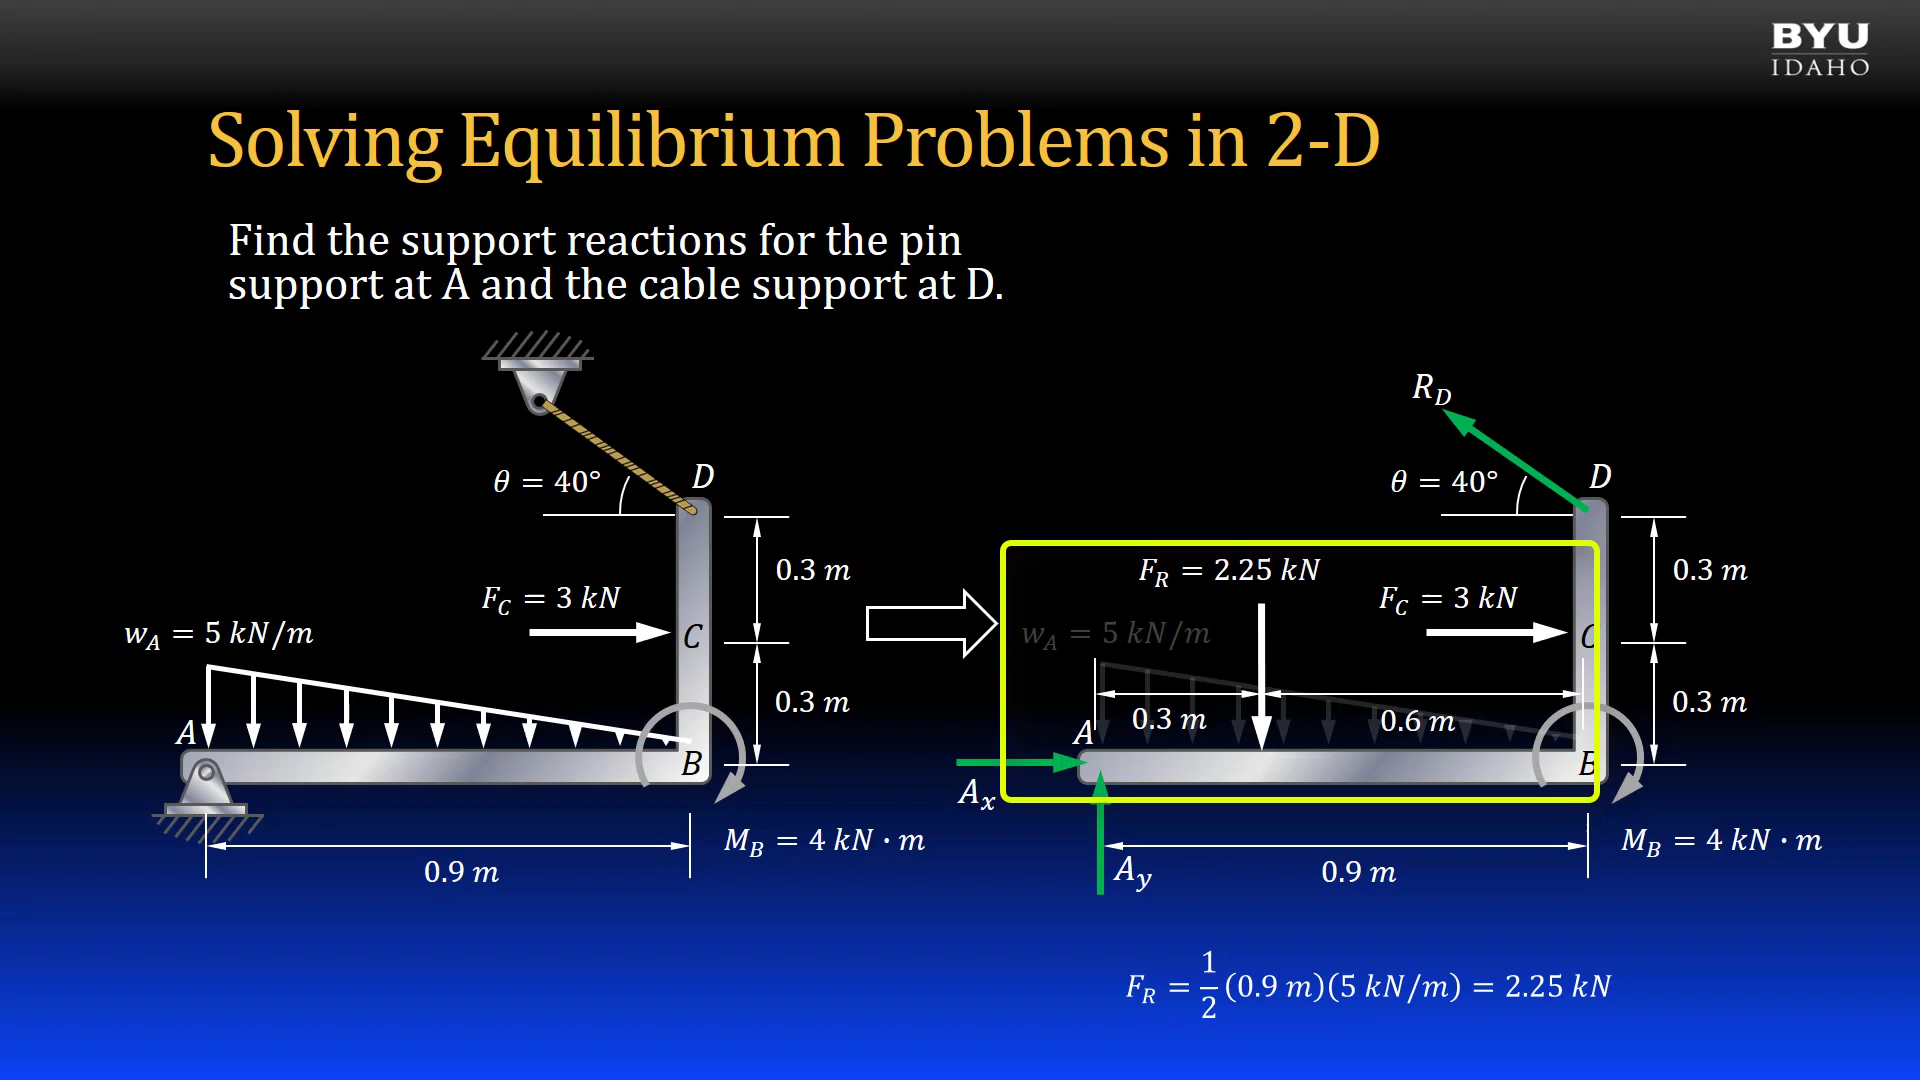 BYU
IDAHO
Solving Equilibrium Problems in 2-D
Find the support reactions for the pin
support at A and the cable support at D.
θ = 40°
D
0.3 m
F_C = 3 kN
C
w_A = 5 kN/m
0.3 m
A
B
M_B = 4 kN · m
0.9 m
R_D
θ = 40°
D
F_R = 2.25 kN
0.3 m
F_C = 3 kN
w_A = 5 kN/m
C
0.3 m
0.6 m
0.3 m
A
B
A_x
A_y
M_B = 4 kN · m
0.9 m
F_R = 1/2 (0.9 m)(5 kN/m) = 2.25 kN